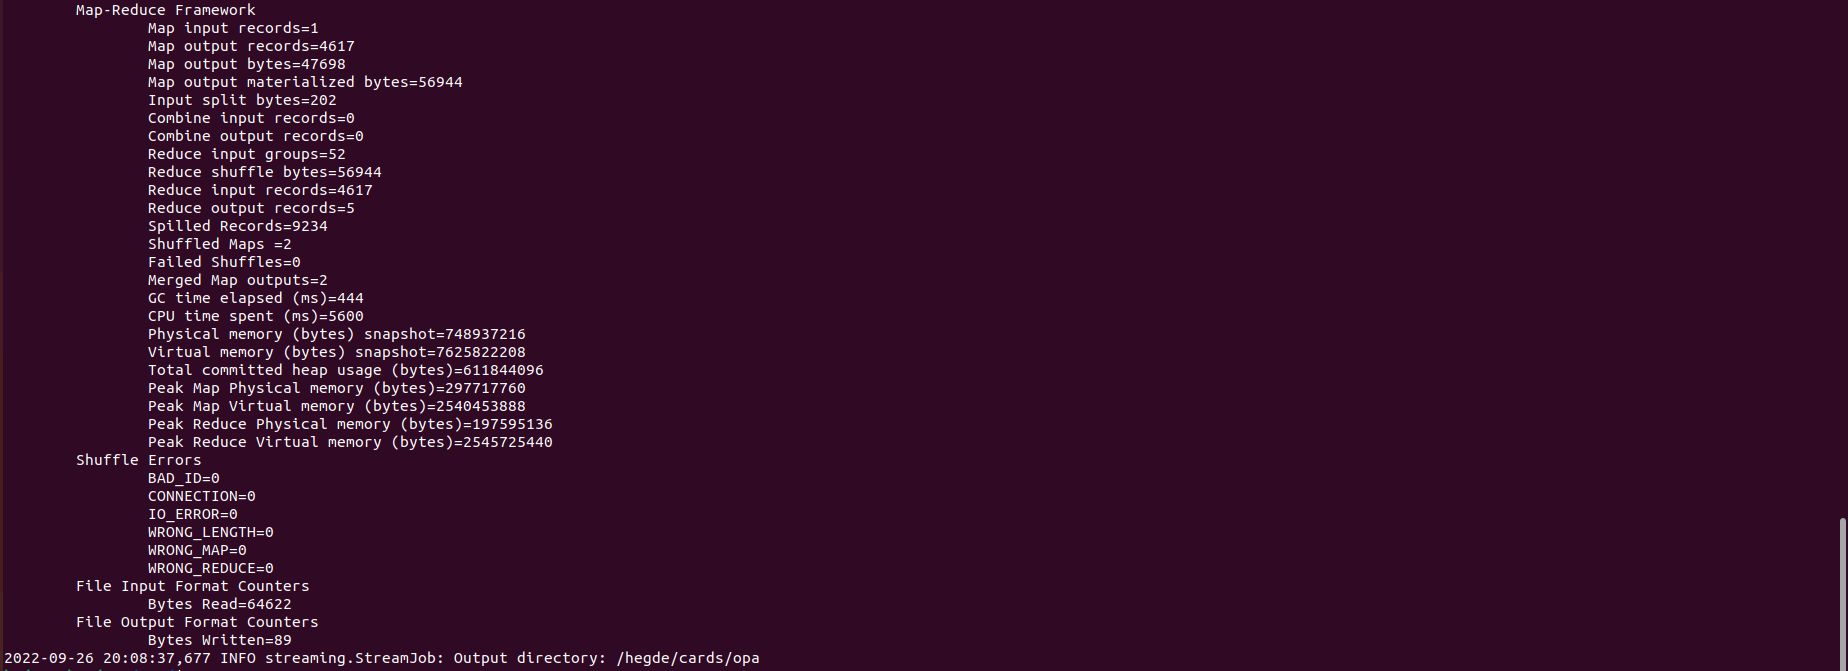 Map-Reduce Framework
Map input records=1
Map output records=4617
Map output bytes=47698
Map output materialized bytes=56944
Input split bytes=202
Combine input records=0
Combine output records=0
Reduce input groups=52
Reduce shuffle bytes=56944
Reduce input records=4617
Reduce output records=5
Spilled Records=9234
Shuffled Maps =2
Failed Shuffles=0
Merged Map outputs=2
GC time elapsed (ms)=444
CPU time spent (ms)=5600
Physical memory (bytes) snapshot=748937216
Virtual memory (bytes) snapshot=7625822208
Total committed heap usage (bytes)=611844096
Peak Map Physical memory (bytes)=297717760
Peak Map Virtual memory (bytes)=2540453888
Peak Reduce Physical memory (bytes)=197595136
Peak Reduce Virtual memory (bytes)=2545725440
Shuffle Errors
BAD_ID=0
CONNECTION=0
IO_ERROR=0
WRONG_LENGTH=0
WRONG_MAP=0
WRONG_REDUCE=0
File Input Format Counters
Bytes Read=64622
File Output Format Counters
Bytes Written=89
2022-09-26 20:08:37,677 INFO streaming.StreamJob: Output directory: /hegde/cards/opa